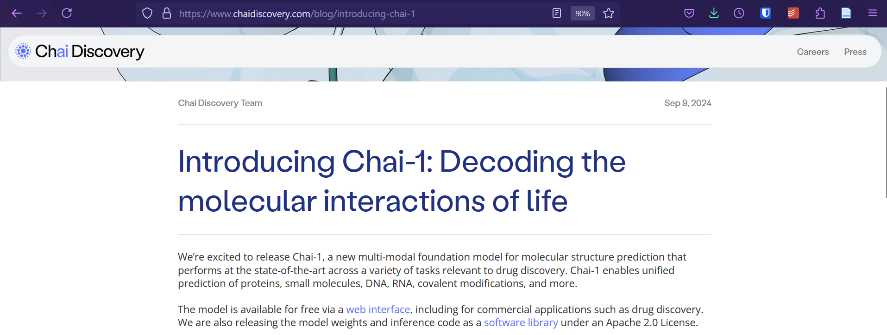 https://www.chaidiscovery.com/blog/introducing-chai-1 90%
Chai Discovery Careers Press
Chai Discovery Team Sep 9, 2024
Introducing Chai-1: Decoding the
molecular interactions of life
We're excited to release Chai-1, a new multi-modal foundation model for molecular structure prediction that
performs at the state-of-the-art across a variety of tasks relevant to drug discovery. Chai-1 enables unified
prediction of proteins, small molecules, DNA, RNA, covalent modifications, and more.
The model is available for free via a web interface, including for commercial applications such as drug discovery.
We are also releasing the model weights and inference code as a software library under an Apache 2.0 License.